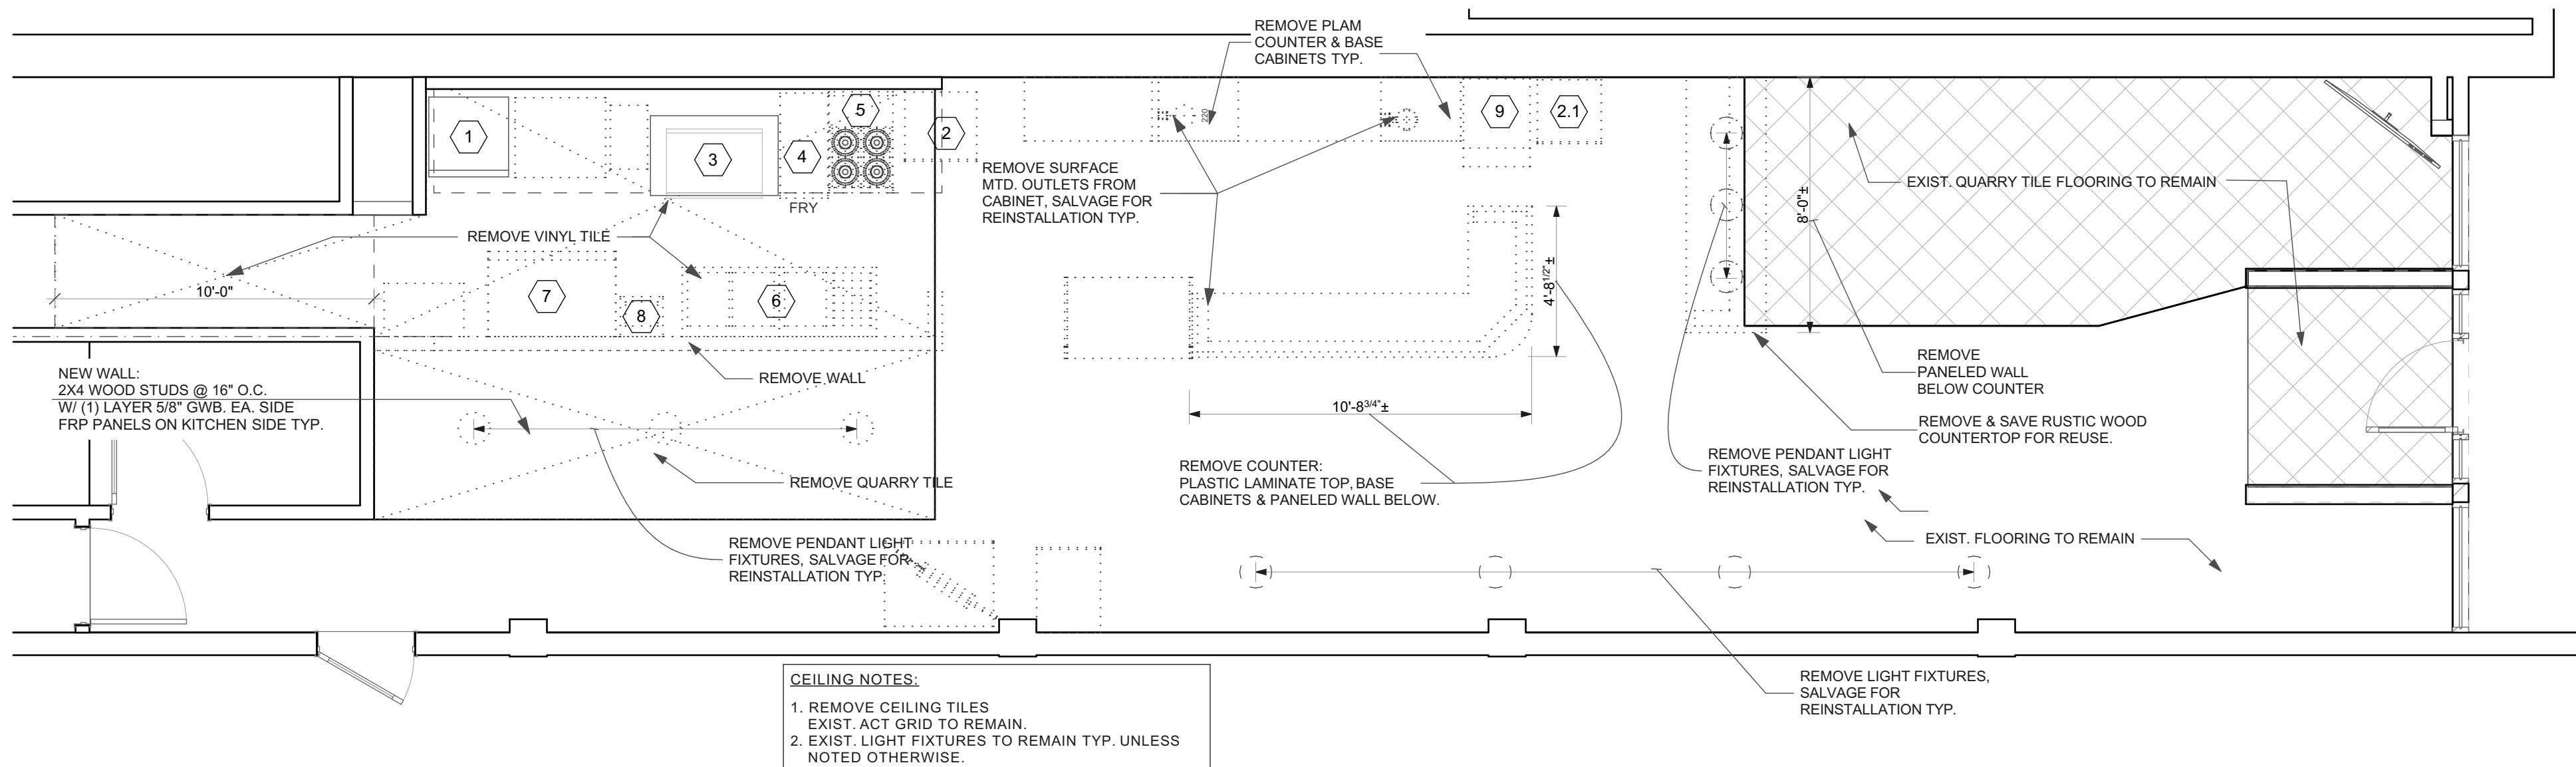 REMOVE PLAM
COUNTER & BASE
CABINETS TYP.
1
3
4
5
2
FRY
220
9
2.1
REMOVE SURFACE
MTD. OUTLETS FROM
CABINET, SALVAGE FOR
REINSTALLATION TYP.
EXIST. QUARRY TILE FLOORING TO REMAIN
8'-0"±
REMOVE VINYL TILE
10'-0"
7
8
6
4'-8 1/2"±
NEW WALL:
2X4 WOOD STUDS @ 16" O.C.
W/ (1) LAYER 5/8" GWB. EA. SIDE
FRP PANELS ON KITCHEN SIDE TYP.
REMOVE WALL
10'-8 3/4"±
REMOVE
PANELED WALL
BELOW COUNTER
REMOVE & SAVE RUSTIC WOOD
COUNTERTOP FOR REUSE.
REMOVE QUARRY TILE
REMOVE COUNTER:
PLASTIC LAMINATE TOP, BASE
CABINETS & PANELED WALL BELOW.
REMOVE PENDANT LIGHT
FIXTURES, SALVAGE FOR
REINSTALLATION TYP.
REMOVE PENDANT LIGHT
FIXTURES, SALVAGE FOR
REINSTALLATION TYP.
EXIST. FLOORING TO REMAIN
REMOVE LIGHT FIXTURES,
SALVAGE FOR
REINSTALLATION TYP.
CEILING NOTES:
1. REMOVE CEILING TILES
EXIST. ACT GRID TO REMAIN.
2. EXIST. LIGHT FIXTURES TO REMAIN TYP. UNLESS
NOTED OTHERWISE.